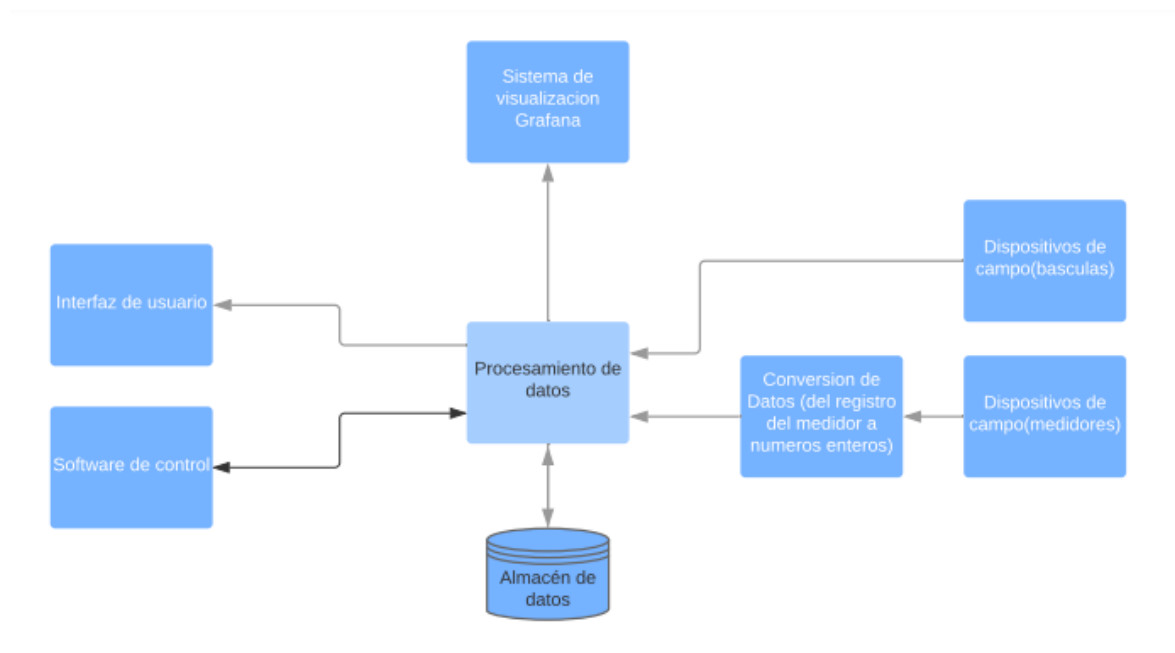 Sistema de
visualizacion
Grafana
Dispositivos de
campo(basculas)
Interfaz de usuario
Procesamiento de
datos
Conversion de
Datos (del registro
del medidor a
numeros enteros)
Dispositivos de
campo(medidores)
Software de control
Almacén de
datos